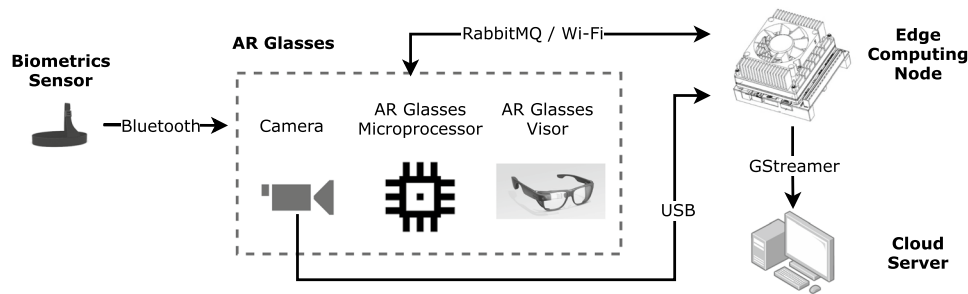 RabbitMQ / Wi-Fi
Edge
Computing
Node
AR Glasses
Biometrics
Sensor
Bluetooth
Camera
AR Glasses
Microprocessor
AR Glasses
Visor
GStreamer
USB
Cloud
Server